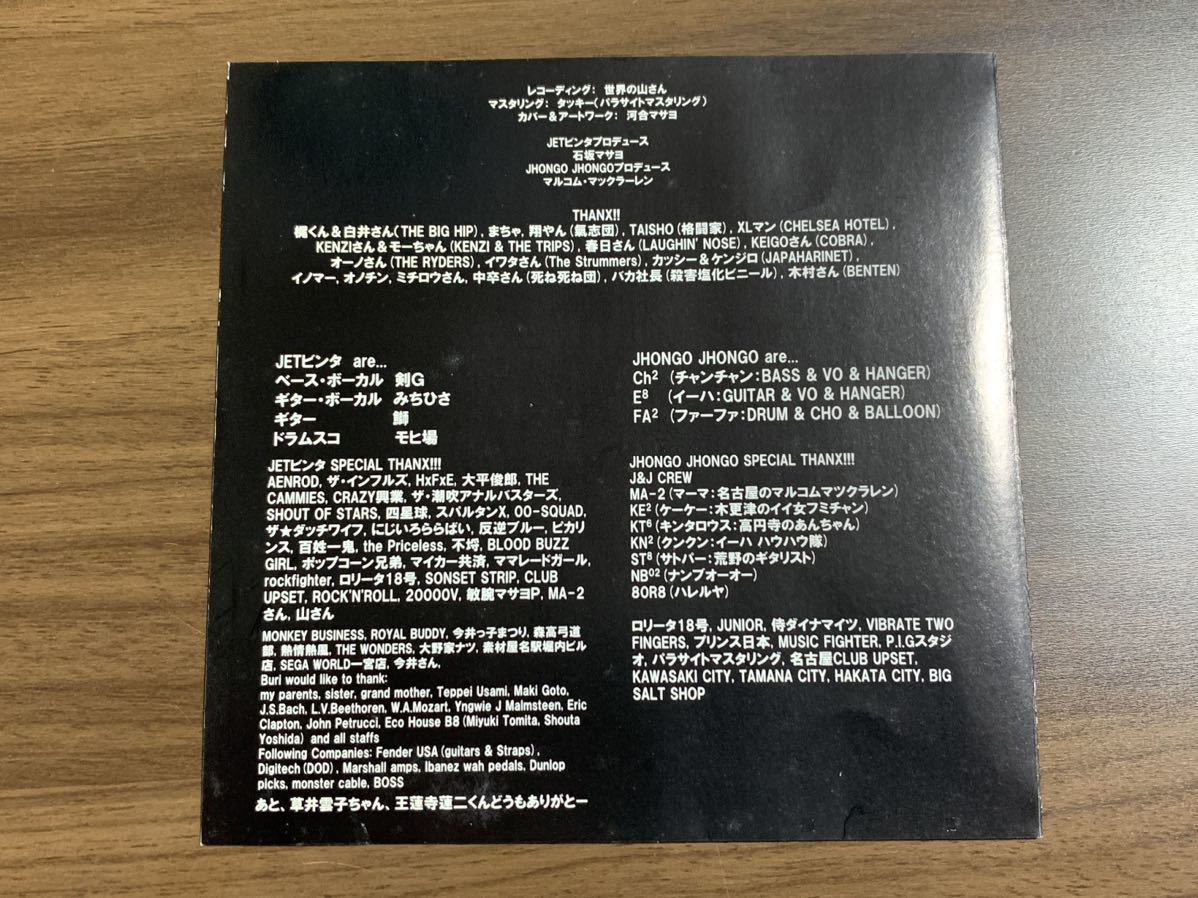 レコーディング: 世界の山さん
マスタリング: タッキー(パラサイトマスタリング)
カバー&アートワーク: 河合マサヨ
JETビンタプロデュース
石坂マサヨ
JHONGO JHONGOプロデュース
マルコム・マックラーレン
THANX!!
梶くん&白井さん(THE BIG HIP), まちゃ, 翔やん(氣志団), TAISHO(格闘家), XLマン(CHELSEA HOTEL),
KENZIさん&モーちゃん(KENZI & THE TRIPS), 春日さん(LAUGHIN' NOSE), KEIGOさん(COBRA),
オーノさん(THE RYDERS), イワタさん(The Strummers), カッシー&ケンジロ(JAPAHARINET),
イノマー, オノチン, ミチロウさん, 中卒さん(死ね死ね団), バカ社長(殺害塩化ビニール), 木村さん(BENTEN)
JETビンタ are...
ベース・ボーカル 剣G
ギター・ボーカル みちひさ
ギター 鰤
ドラムスコ モヒ場
JETビンタ SPECIAL THANX!!!
AENROD, ザ・インフルズ, HxFxE, 大平俊郎, THE
CAMMIES, CRAZY興業, ザ・潮吹アナルバスターズ,
SHOUT OF STARS, 四星球, スパルタンX, OO-SQUAD,
ザ★ダッチワイフ, にじいろららばい, 反逆ブルー, ピカリ
ンス, 百姓一鬼, the Priceless, 不埒, BLOOD BUZZ
GIRL, ポップコーン兄弟, マイカー共済, ママレードガール,
rockfighter, ロリータ18号, SONSET STRIP, CLUB
UPSET, ROCK'N'ROLL, 20000V, 敏腕マサヨP, MA-2
さん, 山さん
MONKEY BUSINESS, ROYAL BUDDY, 今井っ子まつり, 森高弓道
部, 熱情熱風, THE WONDERS, 大野家ナツ, 素材屋名駅堀内ビル
店, SEGA WORLD一宮店, 今井さん,
Buri would like to thank:
my parents, sister, grand mother, Teppei Usami, Maki Goto,
J.S.Bach, L.V.Beethoren, W.A.Mozart, Yngwie J Malmsteen, Eric
Clapton, John Petrucci, Eco House B8 (Miyuki Tomita, Shouta
Yoshida) and all staffs
Following Companies: Fender USA (guitars & Straps),
Digitech (DOD), Marshall amps, Ibanez wah pedals, Dunlop
picks, monster cable, BOSS
あと、草井雲子ちゃん、王蓮寺蓮二くんどうもありがとー
JHONGO JHONGO are...
Ch² (チャンチャン:BASS & VO & HANGER)
E⁸ (イーハ:GUITAR & VO & HANGER)
FA² (ファーファ:DRUM & CHO & BALLOON)
JHONGO JHONGO SPECIAL THANX!!!
J&J CREW
MA-2 (マーマ:名古屋のマルコムマツクラレン)
KE² (ケーケー:木更津のイイ女フミチャン)
KT⁶ (キンタロウス:高円寺のあんちゃん)
KN² (クンクン:イーハ ハウハウ隊)
ST⁸ (サトバー:荒野のギタリスト)
NB⁰² (ナンブオーオー)
8OR8 (ハレルヤ)
ロリータ18号, JUNIOR, 侍ダイナマイツ, VIBRATE TWO
FINGERS, プリンス日本, MUSIC FIGHTER, P.I.Gスタジ
オ, パラサイトマスタリング, 名古屋CLUB UPSET,
KAWASAKI CITY, TAMANA CITY, HAKATA CITY, BIG
SALT SHOP